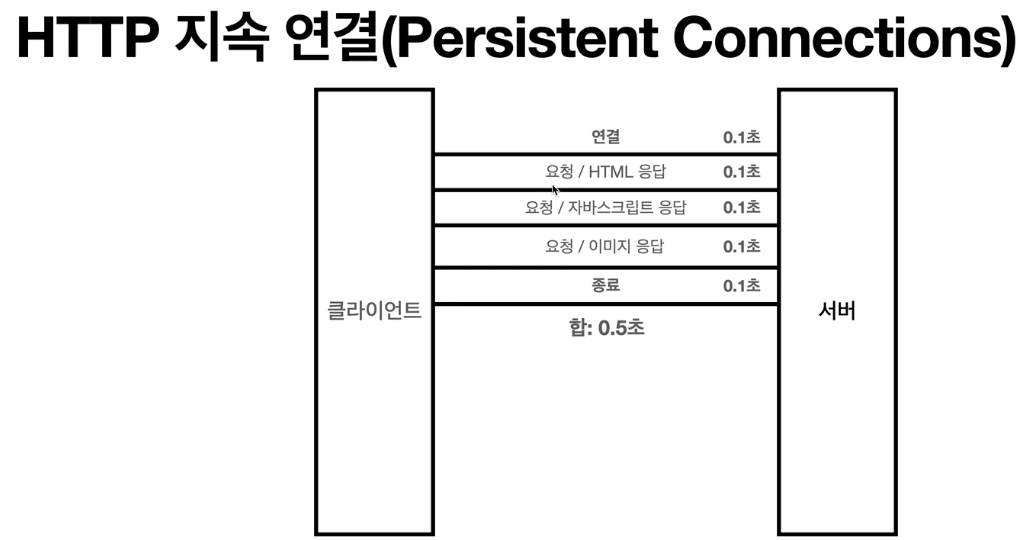 HTTP 지속 연결(Persistent Connections)
연결 0.1초
요청 / HTML 응답 0.1초
요청 / 자바스크립트 응답 0.1초
요청 / 이미지 응답 0.1초
종료 0.1초
클라이언트
서버
합: 0.5초